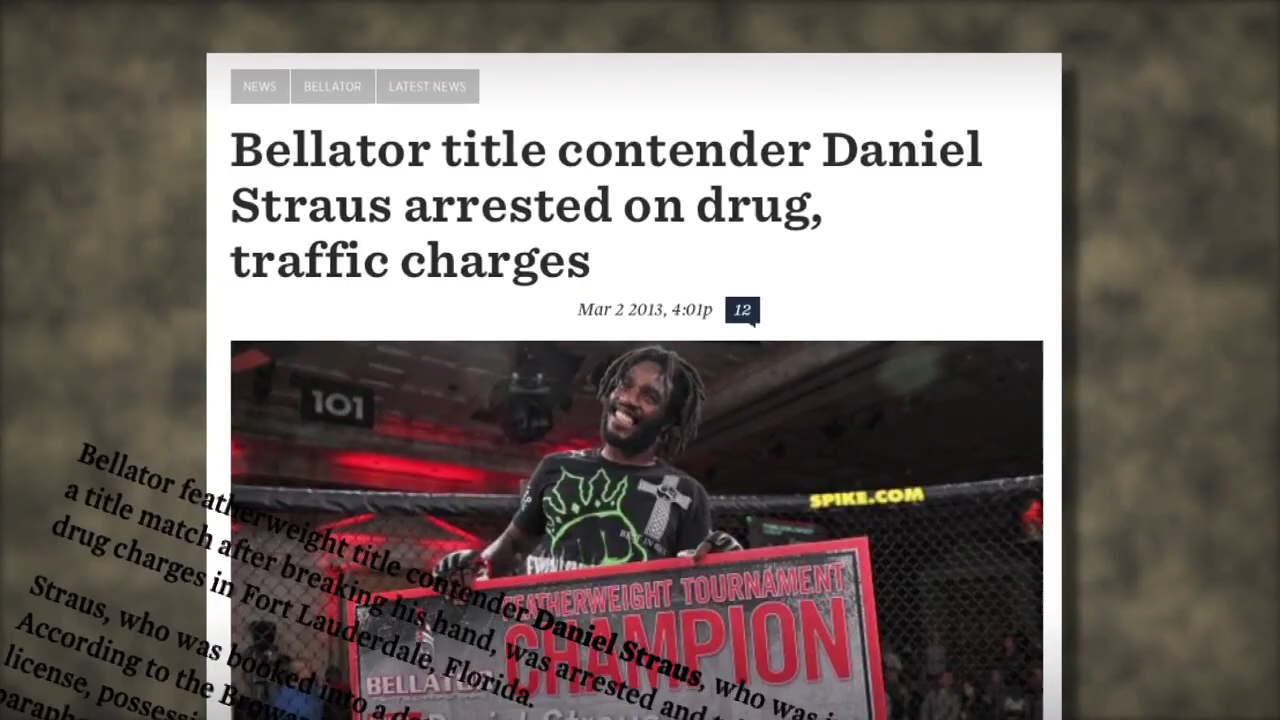 NEWS
BELLATOR
LATEST NEWS
Bellator title contender Daniel
Straus arrested on drug,
traffic charges
Mar 2 2013, 4:01p
12
101
SPIKE.COM
FEATHERWEIGHT TOURNAMENT
CHAMPION
BELLATOR
Daniel Straus
Bellator featherweight title contender Daniel Straus, who was
a title match after breaking his hand, was arrested and
drug charges in Fort Lauderdale, Florida.
Straus, who was booked into a
According to the
license,